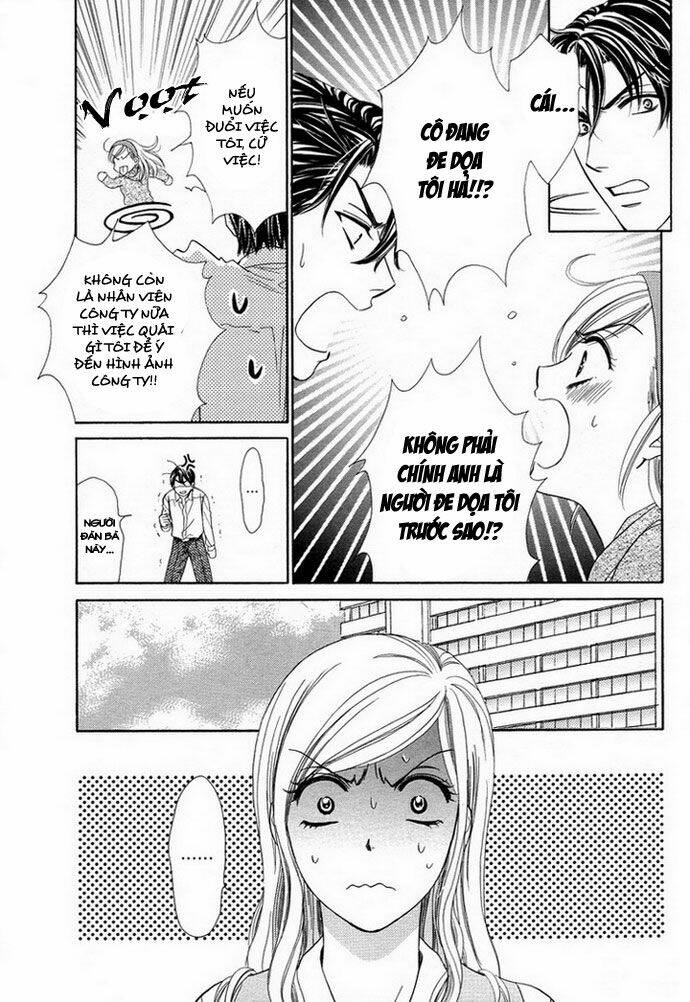 CÁI...
CÔ ĐANG
ĐE DỌA
TÔI HẢ!!?
KHÔNG PHẢI
CHÍNH ANH LÀ
NGƯỜI ĐE DỌA TÔI
TRƯỚC SAO!?
Vọọt
NẾU
MUỐN
ĐUỔI VIỆC
TÔI, CỨ
VIỆC!
KHÔNG CÒN
LÀ NHÂN VIÊN
CÔNG TY NỮA
THÌ VIỆC QUÁI
GÌ TÔI ĐỂ Ý
ĐẾN HÌNH ẢNH
CÔNG TY!!
....
NGƯỜI
ĐÀN BÀ
NÀY...
......